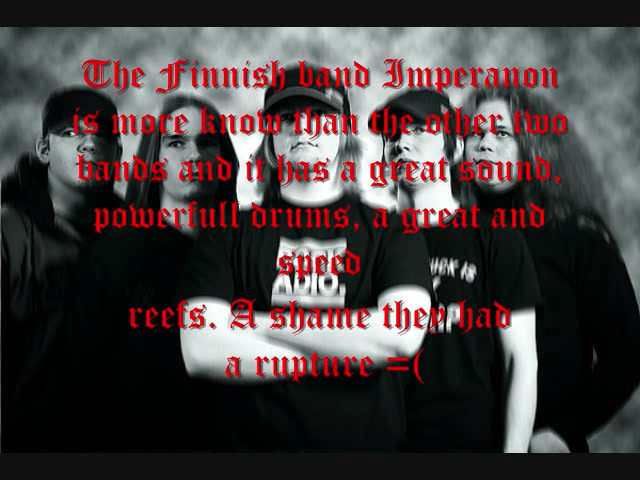 The Finnish band Imperanon
is more know than the other two
bands and it has a great sound,
powerfull drums, a great and
speed
reefs. A shame they had
a rupture =(
ADIO.